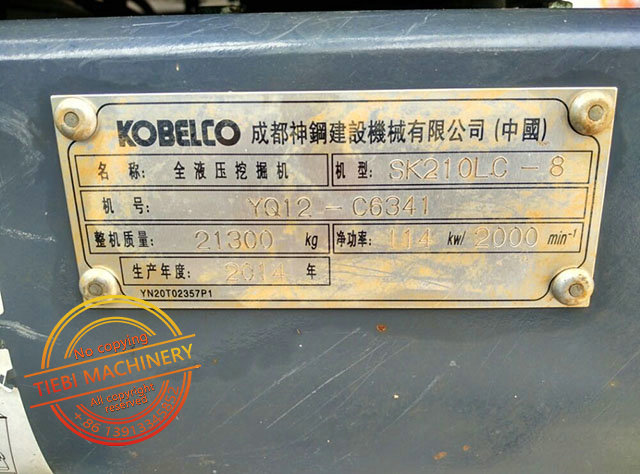 KOBELCO 成都神鋼建設機械有限公司 (中國)
名称: 全液压挖掘机 机型: SK210LC-8
机号: YQ12-C6341
整机质量: 21300 kg 净功率: 114 kw/ 2000 min⁻¹
生产年度: 2014 年
YN20T02357P1
No copying
TIEBI MACHINERY
All copyright
reserved